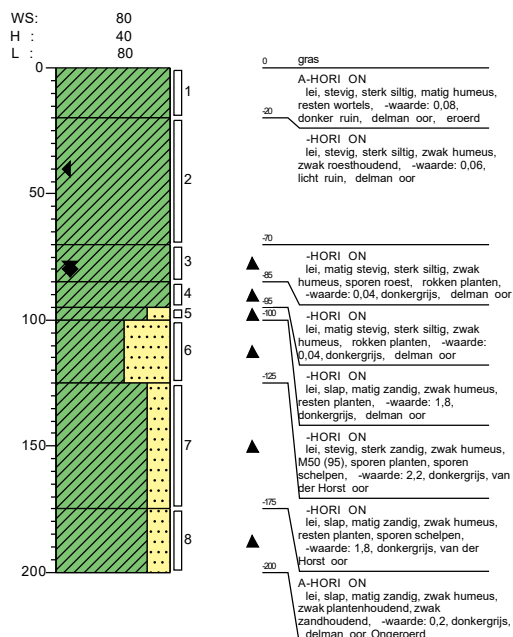 WS: 80
H : 40
L : 80
0
50
100
150
200
1
2
3
4
5
6
7
8
0 gras
A-HORI ON
lei, stevig, sterk siltig, matig humeus,
resten wortels, -waarde: 0,08,
donker ruin, delman oor, eroerd
-20
-HORI ON
lei, stevig, sterk siltig, zwak humeus,
zwak roesthoudend, -waarde: 0,06,
licht ruin, delman oor
-70
-HORI ON
lei, matig stevig, sterk siltig, zwak
humeus, sporen roest, rokken planten,
-waarde: 0,04, donkergrijs, delman oor
-85
-HORI ON
lei, matig stevig, sterk siltig, zwak
humeus, rokken planten, -waarde:
0,04, donkergrijs, delman oor
-95
-HORI ON
lei, slap, matig zandig, zwak humeus,
resten planten, -waarde: 1,8,
donkergrijs, delman oor
-100
-HORI ON
lei, stevig, sterk zandig, zwak humeus,
M50 (95), sporen planten, sporen
schelpen, -waarde: 2,2, donkergrijs, van
der Horst oor
-125
-HORI ON
lei, slap, matig zandig, zwak humeus,
resten planten, sporen schelpen,
-waarde: 1,8, donkergrijs, van der
Horst oor
-175
A-HORI ON
lei, slap, matig zandig, zwak humeus,
zwak plantenhoudend, zwak
zandhoudend, -waarde: 0,2, donkergrijs,
delman oor Ongeroerd
-200